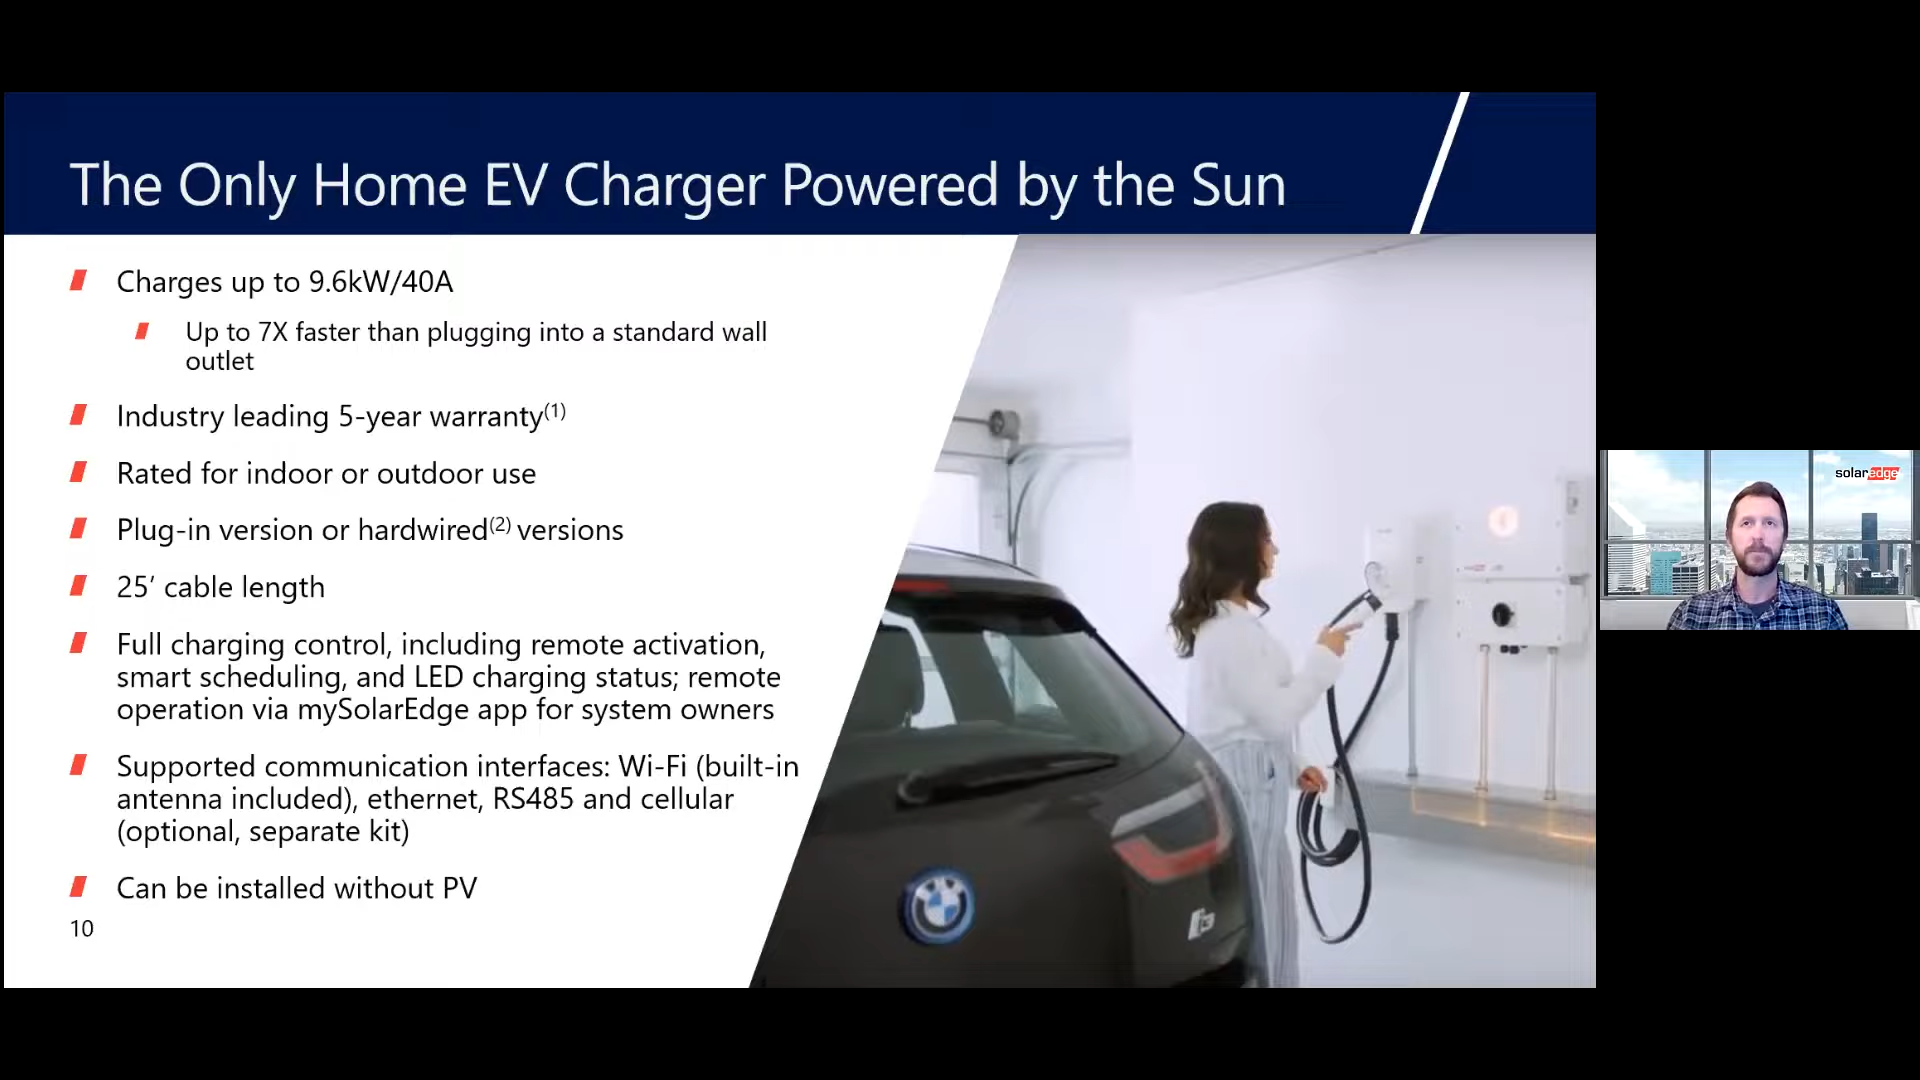 The Only Home EV Charger Powered by the Sun
Charges up to 9.6kW/40A
Up to 7X faster than plugging into a standard wall
outlet
Industry leading 5-year warranty(1)
Rated for indoor or outdoor use
Plug-in version or hardwired(2) versions
25’ cable length
Full charging control, including remote activation,
smart scheduling, and LED charging status; remote
operation via mySolarEdge app for system owners
Supported communication interfaces: Wi-Fi (built-in
antenna included), ethernet, RS485 and cellular
(optional, separate kit)
Can be installed without PV
10
solaredge